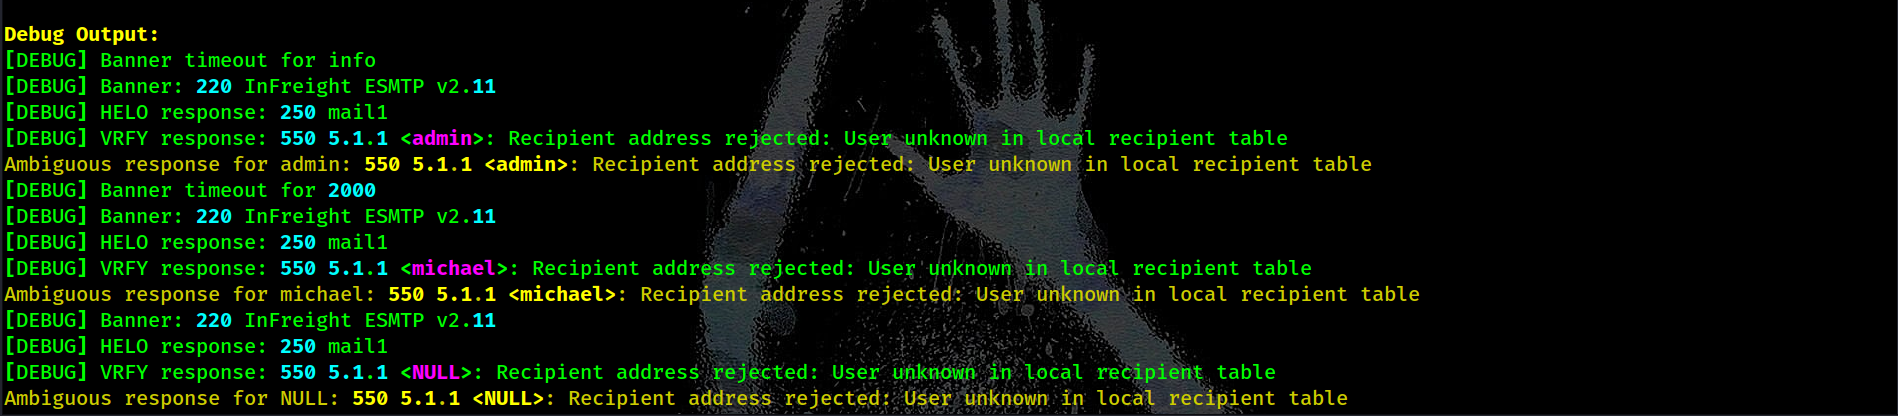 Debug Output:
[DEBUG] Banner timeout for info
[DEBUG] Banner: 220 InFreight ESMTP v2.11
[DEBUG] HELO response: 250 mail1
[DEBUG] VRFY response: 550 5.1.1 <admin>: Recipient address rejected: User unknown in local recipient table
Ambiguous response for admin: 550 5.1.1 <admin>: Recipient address rejected: User unknown in local recipient table
[DEBUG] Banner timeout for 2000
[DEBUG] Banner: 220 InFreight ESMTP v2.11
[DEBUG] HELO response: 250 mail1
[DEBUG] VRFY response: 550 5.1.1 <michael>: Recipient address rejected: User unknown in local recipient table
Ambiguous response for michael: 550 5.1.1 <michael>: Recipient address rejected: User unknown in local recipient table
[DEBUG] Banner: 220 InFreight ESMTP v2.11
[DEBUG] HELO response: 250 mail1
[DEBUG] VRFY response: 550 5.1.1 <NULL>: Recipient address rejected: User unknown in local recipient table
Ambiguous response for NULL: 550 5.1.1 <NULL>: Recipient address rejected: User unknown in local recipient table